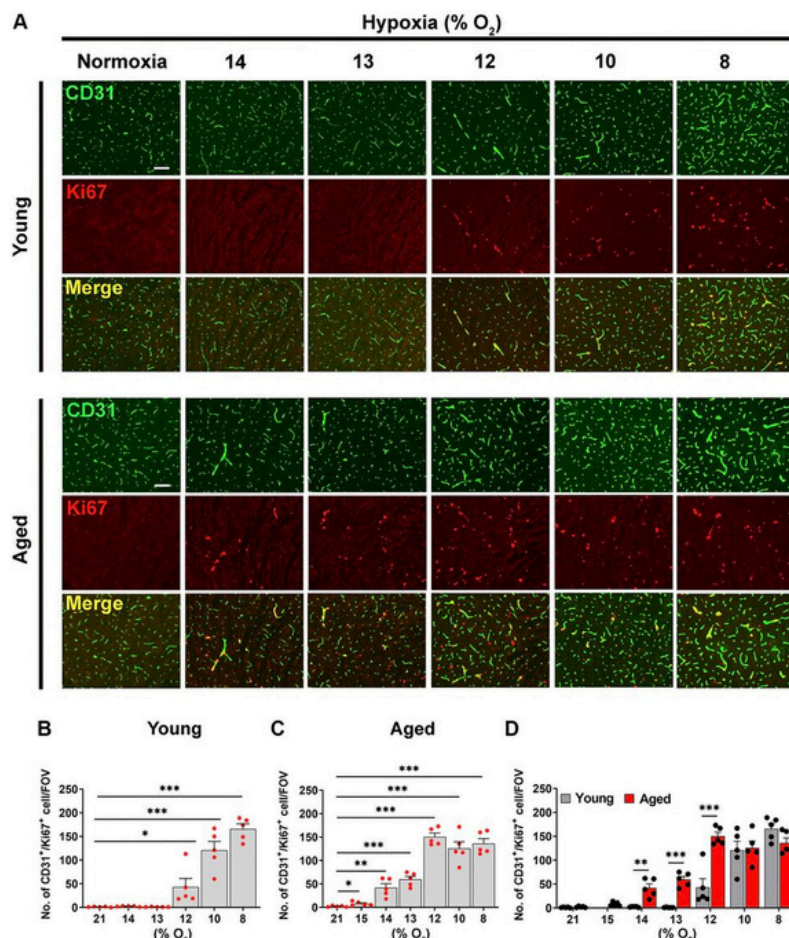 A
Hypoxia (% O₂)
Normoxia 14 13 12 10 8
Young
CD31
Ki67
Merge
Aged
CD31
Ki67
Merge
B Young
No. of CD31⁺/Ki67⁺ cell/FOV
250
200
150
100
50
0
***
***
*
21 14 13 12 10 8
(% O₂)
C Aged
No. of CD31⁺/Ki67⁺ cell/FOV
250
200
150
100
50
0
***
***
***
***
**
*
21 15 14 13 12 10 8
(% O₂)
D
No. of CD31⁺/Ki67⁺ cell/FOV
250
200
150
100
50
0
Young Aged
** *** ***
21 15 14 13 12 10 8
(% O₂)